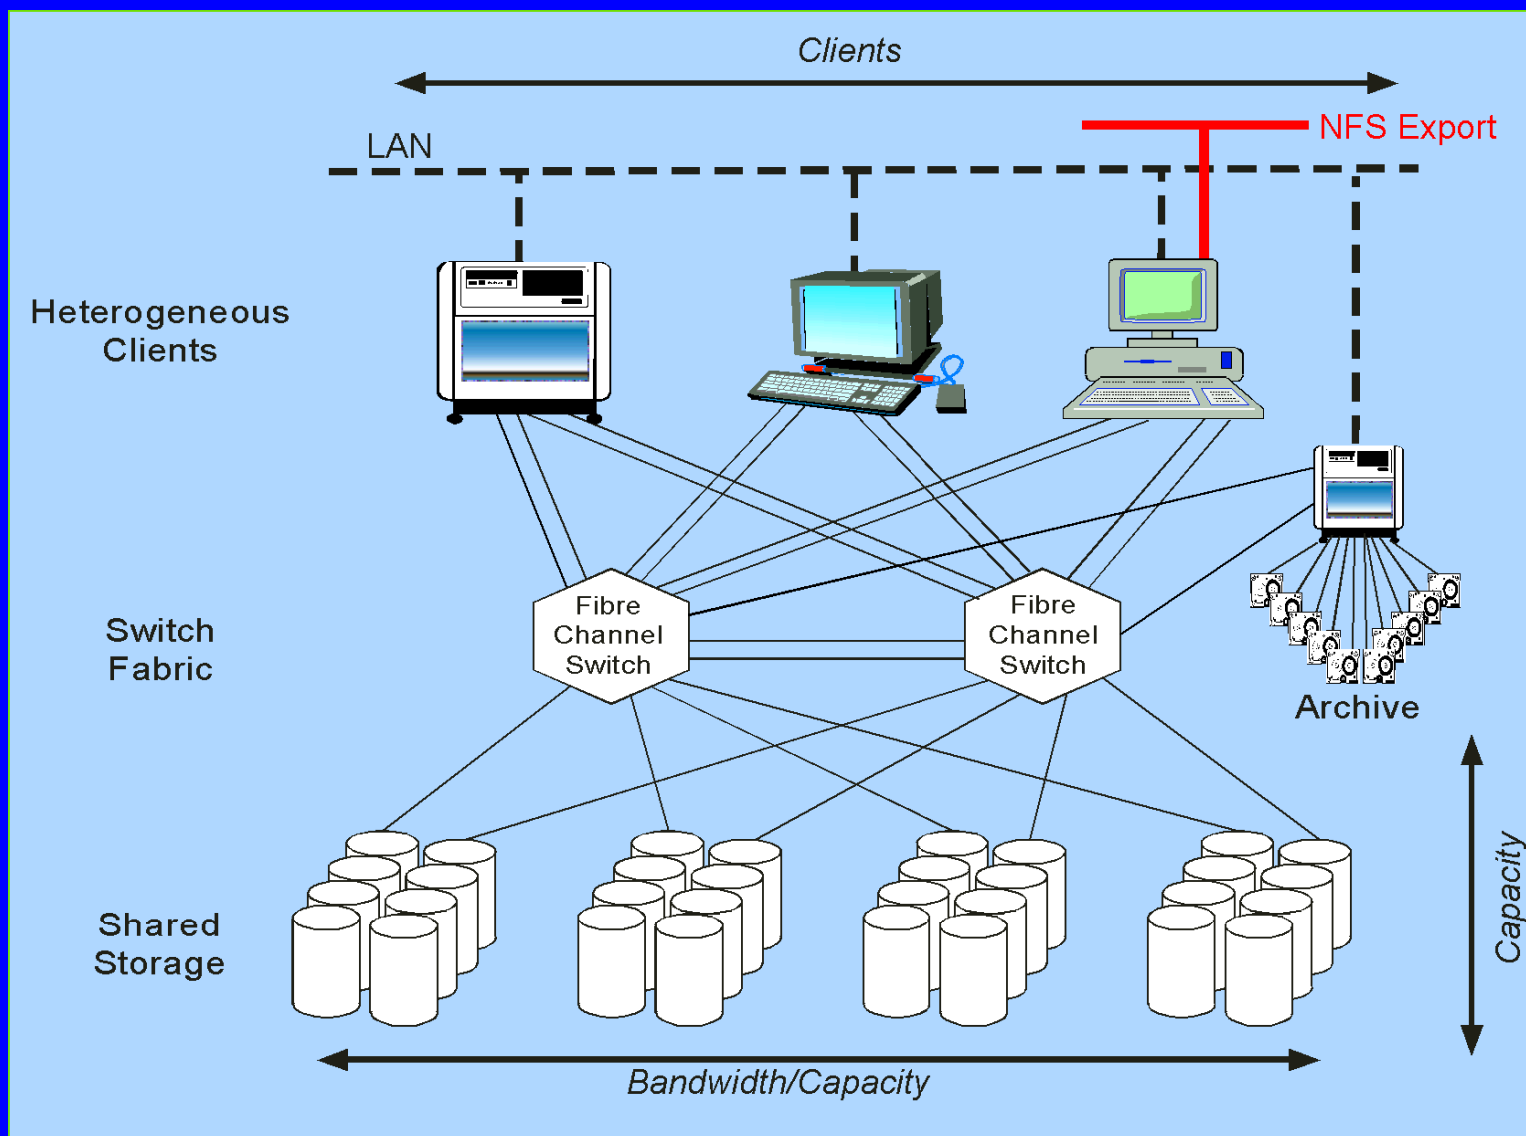 Clients
NFS Export
LAN
Heterogeneous
Clients
Fibre
Channel
Switch
Fibre
Channel
Switch
Switch
Fabric
Archive
Capacity
Shared
Storage
Bandwidth/Capacity